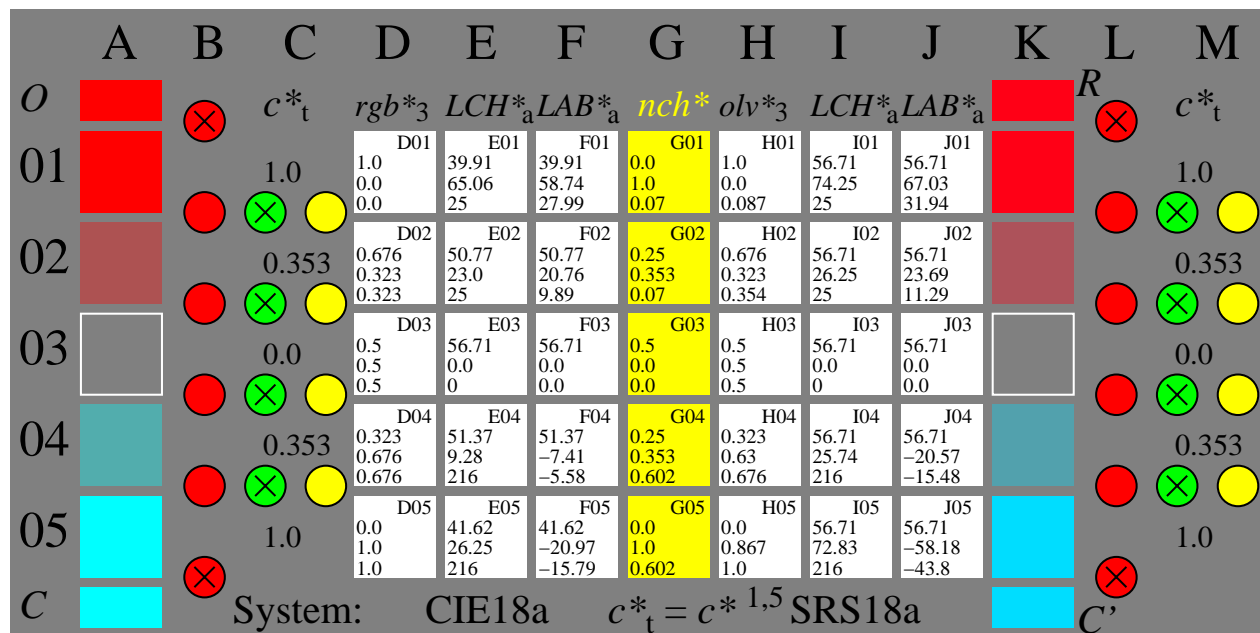 A B C D E F G H I J K L M
O c*t rgb*3 LCH*a LAB*a nch* olv*3 LCH*a LAB*a R c*t
01 1.0 1.0
D01 E01 F01 G01 H01 I01 J01
1.0 39.91 39.91 0.0 1.0 56.71 56.71
0.0 65.06 58.74 1.0 0.0 74.25 67.03
0.0 25 27.99 0.07 0.087 25 31.94
02 0.353 0.353
D02 E02 F02 G02 H02 I02 J02
0.676 50.77 50.77 0.25 0.676 56.71 56.71
0.323 23.0 20.76 0.353 0.323 26.25 23.69
0.323 25 9.89 0.07 0.354 25 11.29
03 0.0 0.0
D03 E03 F03 G03 H03 I03 J03
0.5 56.71 56.71 0.5 0.5 56.71 56.71
0.5 0.0 0.0 0.0 0.5 0.0 0.0
0.5 0 0.0 0.0 0.5 0 0.0
04 0.353 0.353
D04 E04 F04 G04 H04 I04 J04
0.323 51.37 51.37 0.25 0.323 56.71 56.71
0.676 9.28 −7.41 0.353 0.63 25.74 −20.57
0.676 216 −5.58 0.602 0.676 216 −15.48
05 1.0 1.0
D05 E05 F05 G05 H05 I05 J05
0.0 41.62 41.62 0.0 0.0 56.71 56.71
1.0 26.25 −20.97 1.0 0.867 72.83 −58.18
1.0 216 −15.79 0.602 1.0 216 −43.8
C System: CIE18a c*t = c* 1,5 SRS18a C'